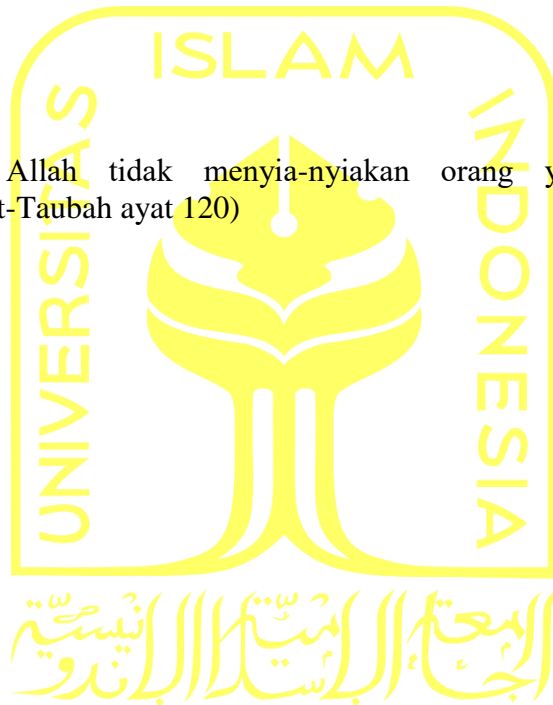 ISLAM
UNIVERSITAS
INDONESIA
Allah tidak menyia-nyiakan orang y
t-Taubah ayat 120)
الجامعة الإسلامية الإندونيسية